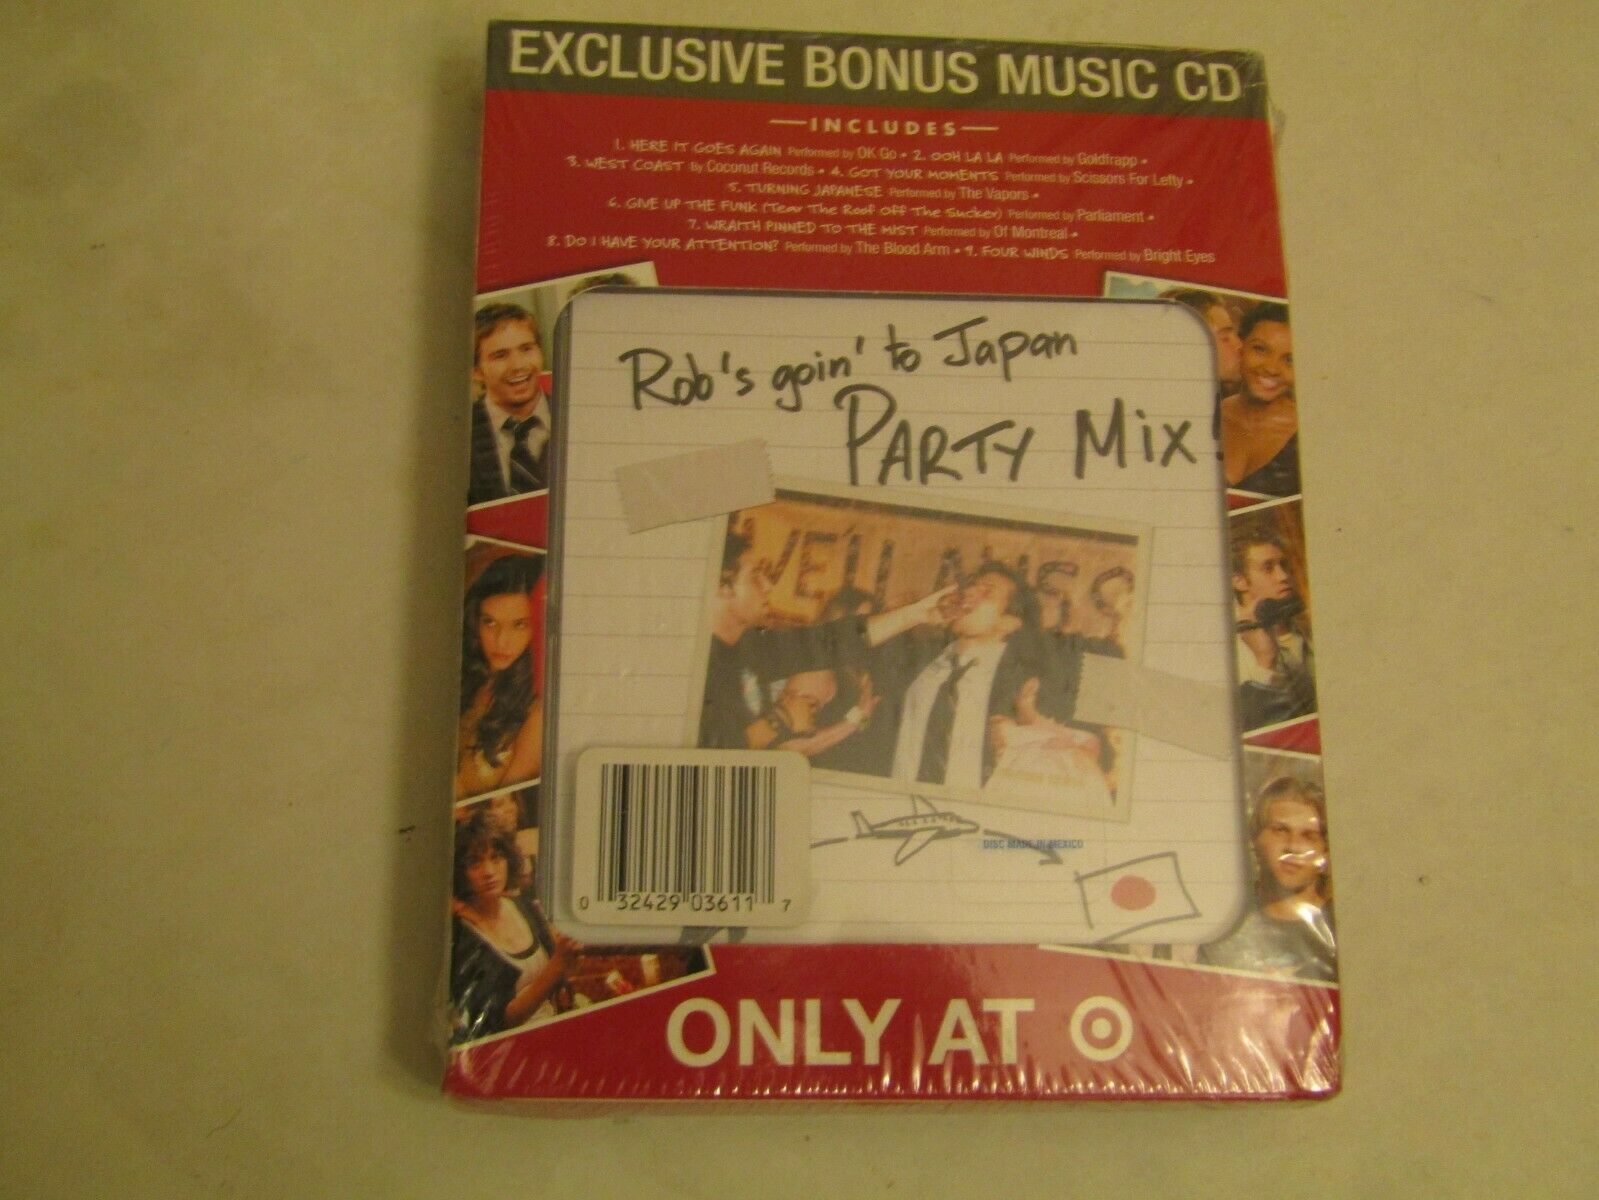 EXCLUSIVE BONUS MUSIC CD
INCLUDES
1. HERE IT GOES AGAIN Performed by OK Go • 2. OOH LA LA Performed by Goldfrapp •
3. WEST COAST By Coconut Records • 4. GOT YOUR MOMENTS Performed by Scissors For Lefty •
5. TURNING JAPANESE Performed by The Vapors •
6. GIVE UP THE FUNK (Tear The Roof Off The Sucker) Performed by Parliament •
7. WRAITH PINNED TO THE MIST Performed by Of Montreal •
8. DO I HAVE YOUR ATTENTION? Performed by The Blood Arm • 9. FOUR WINDS Performed by Bright Eyes
Rob's goin' to Japan
PARTY MIX!
WE'LL MISS
DISC MADE IN MEXICO
0 32429 03611 7
ONLY AT